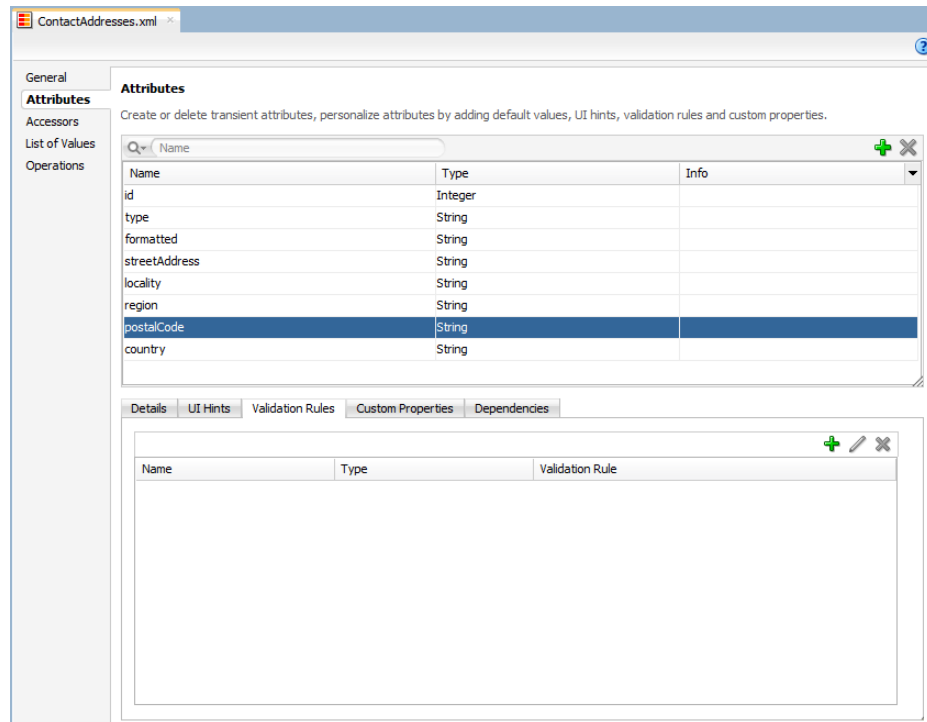 ContactAddresses.xml ×
?
General
Attributes
Accessors
List of Values
Operations
Attributes
Create or delete transient attributes, personalize attributes by adding default values, UI hints, validation rules and custom properties.
Name
Name Type Info
id Integer
type String
formatted String
streetAddress String
locality String
region String
postalCode String
country String
Details UI Hints Validation Rules Custom Properties Dependencies
Name Type Validation Rule